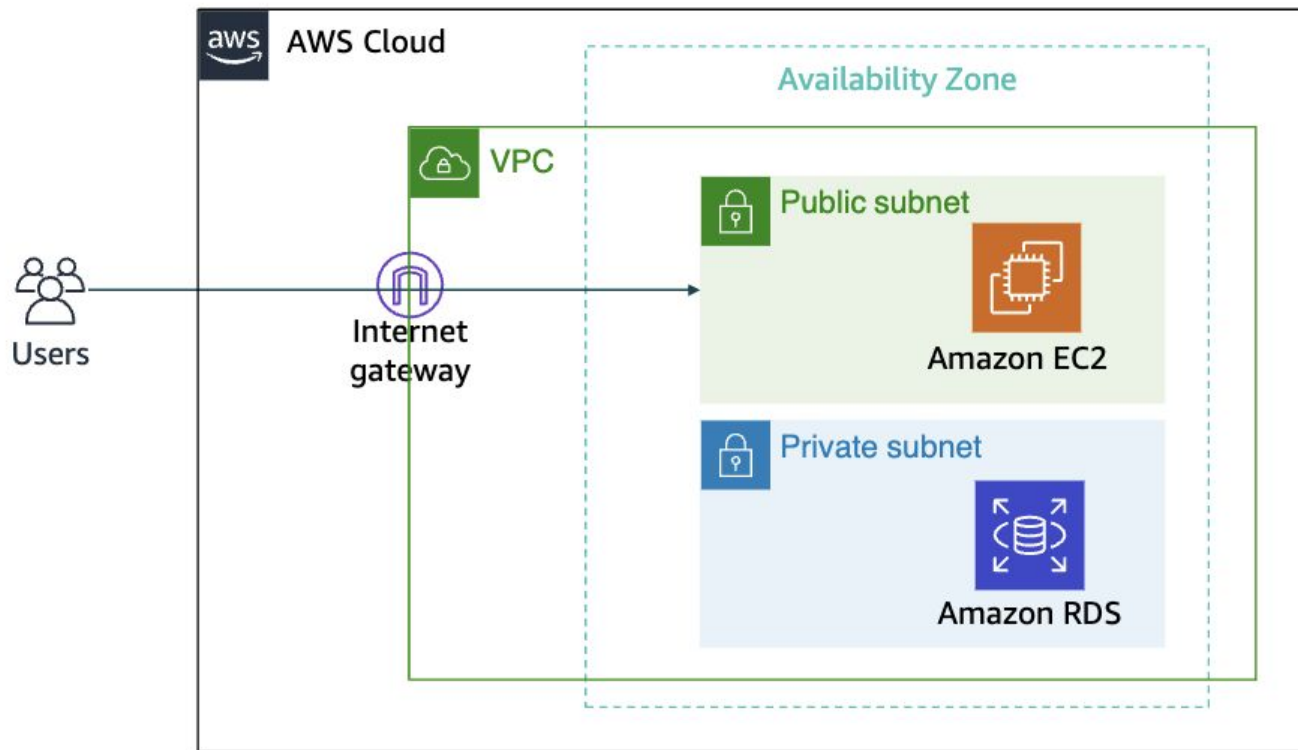 aws
AWS Cloud
Availability Zone
VPC
Public subnet
Users
Internet
gateway
Amazon EC2
Private subnet
Amazon RDS